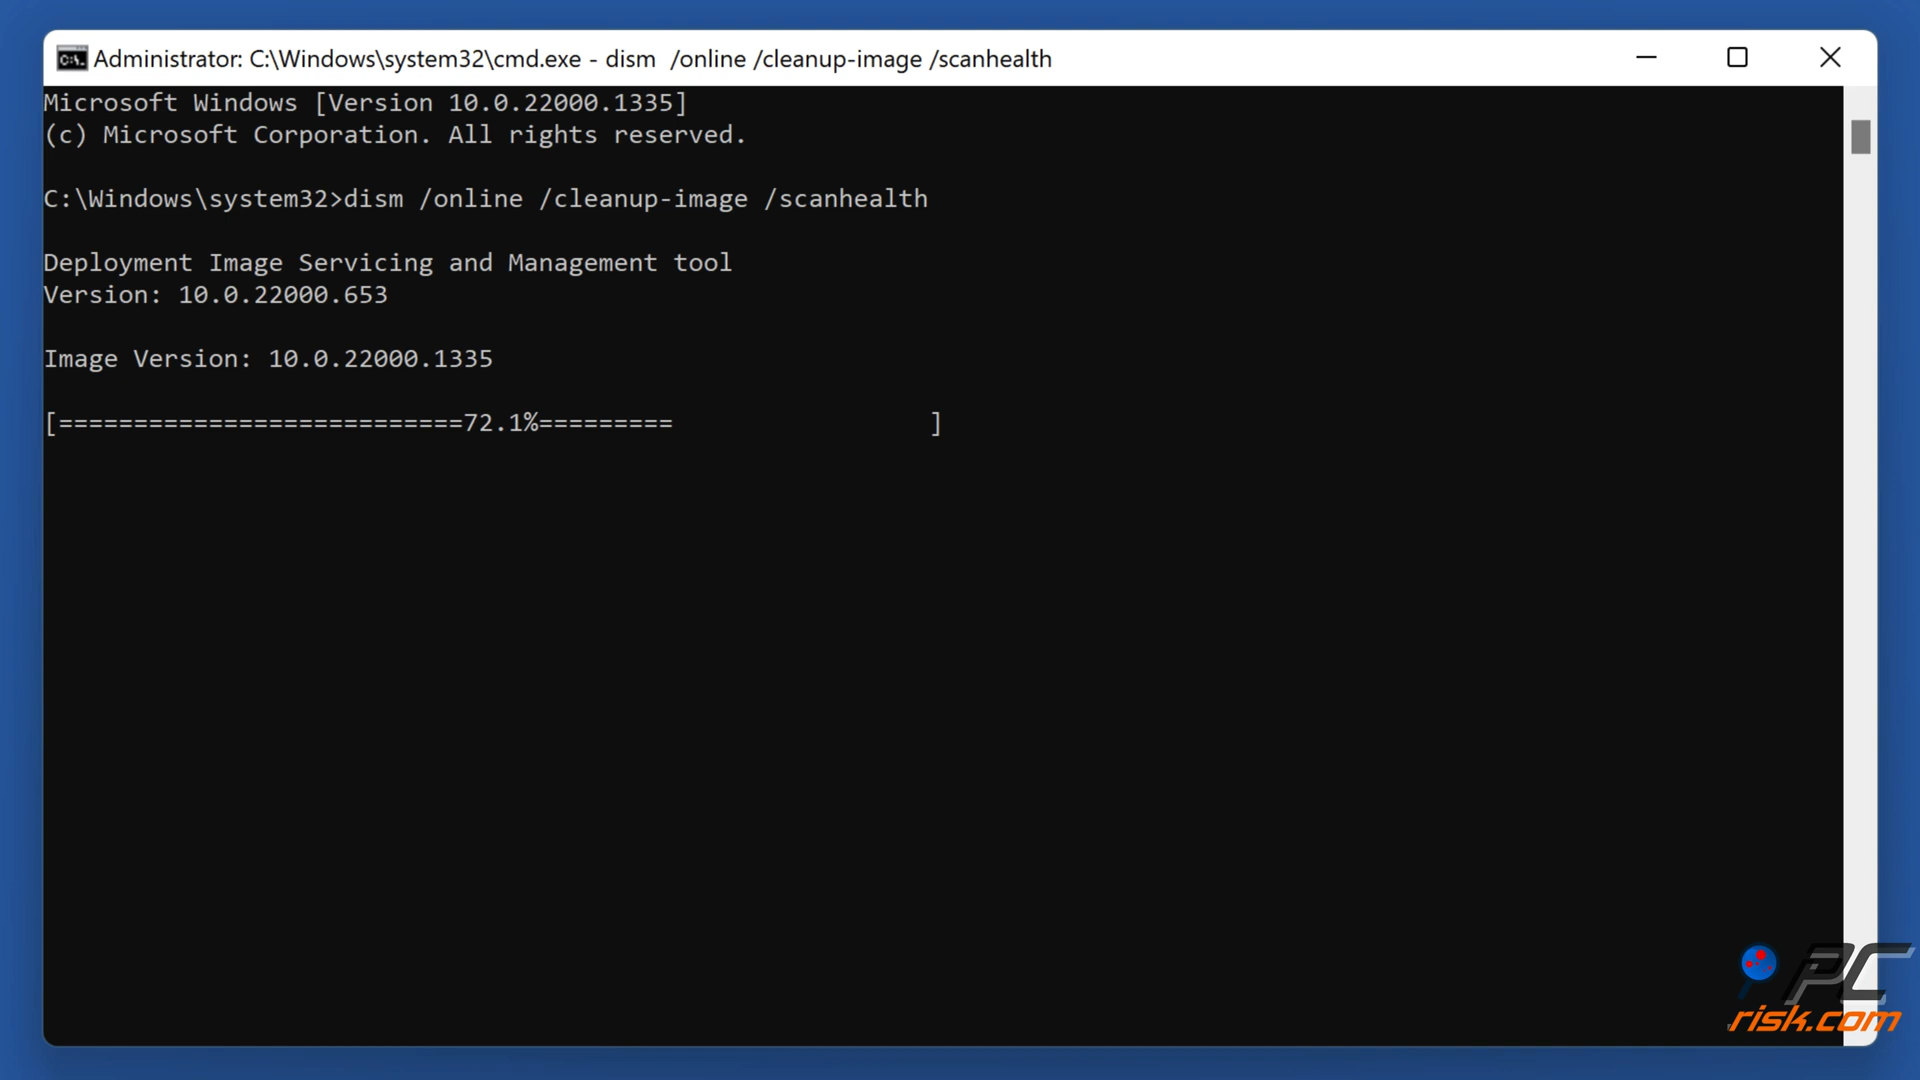 Administrator: C:\Windows\system32\cmd.exe - dism  /online /cleanup-image /scanhealth
Microsoft Windows [Version 10.0.22000.1335]
(c) Microsoft Corporation. All rights reserved.
C:\Windows\system32>dism /online /cleanup-image /scanhealth
Deployment Image Servicing and Management tool
Version: 10.0.22000.653
Image Version: 10.0.22000.1335
[===========================72.1%=========                 ]
PC
risk.com